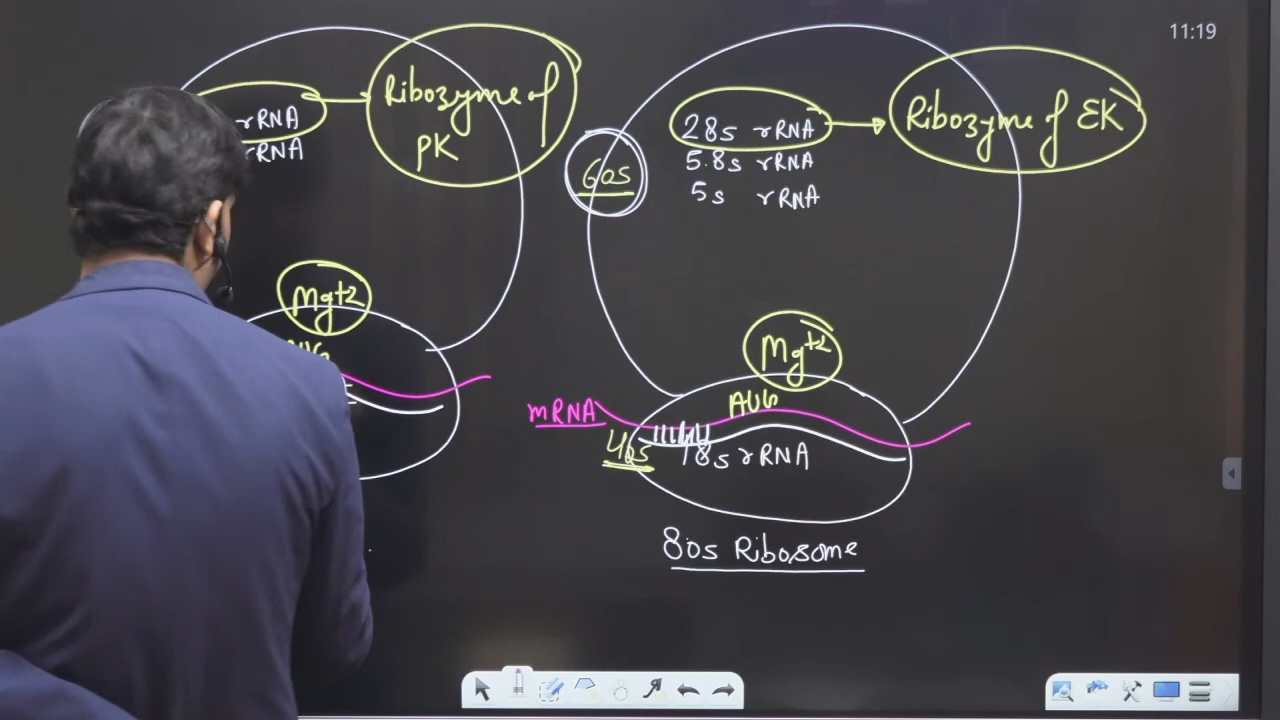 11:19
rRNA
rRNA
Ribozyme of
PK
Mg+2
60s
28s rRNA
5.8s rRNA
5s rRNA
Ribozyme of EK
Mg+2
AUG
mRNA
40s
18s rRNA
80s Ribosome